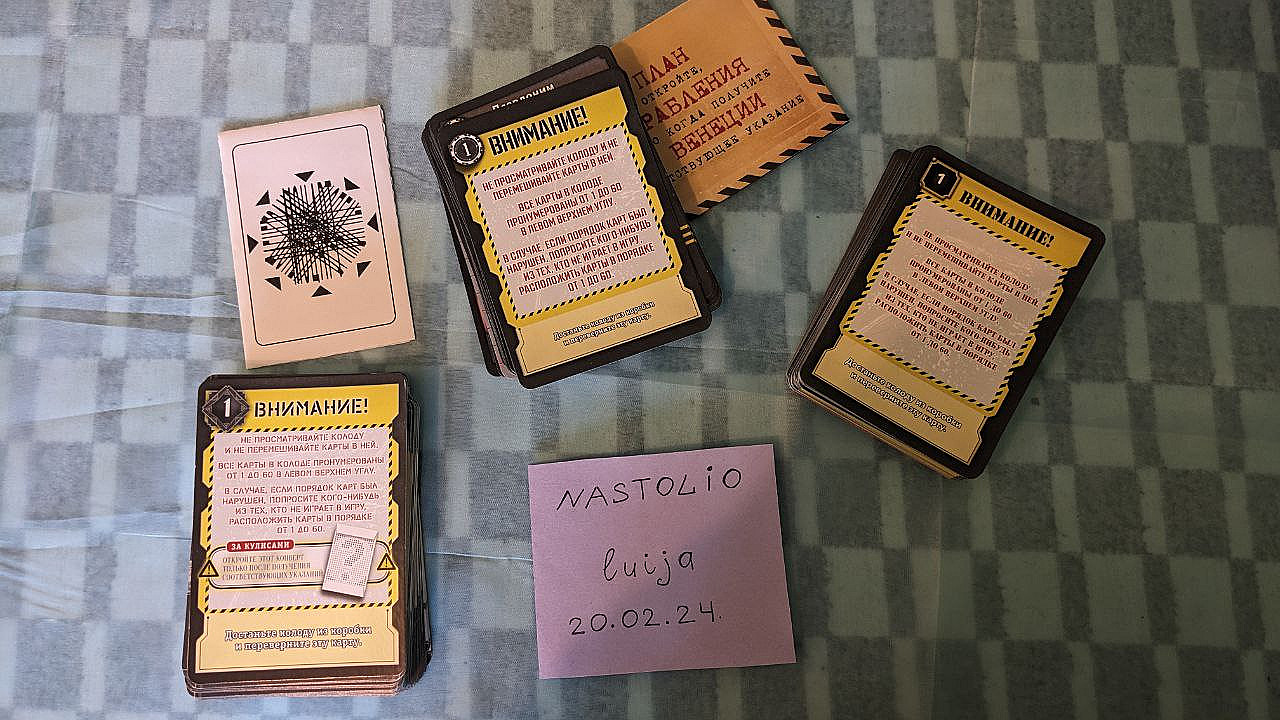 Псевдоним
1
ВНИМАНИЕ!
НЕ ПРОСМАТРИВАЙТЕ КОЛОДУ И НЕ
ПЕРЕМЕШИВАЙТЕ КАРТЫ В НЕЙ.
ВСЕ КАРТЫ В КОЛОДЕ
ПРОНУМЕРОВАНЫ ОТ 1 ДО 60
В ЛЕВОМ ВЕРХНЕМ УГЛУ.
В СЛУЧАЕ, ЕСЛИ ПОРЯДОК КАРТ БЫЛ
НАРУШЕН, ПОПРОСИТЕ КОГО-НИБУДЬ
ИЗ ТЕХ, КТО НЕ ИГРАЕТ В ИГРУ,
РАСПОЛОЖИТЬ КАРТЫ В ПОРЯДКЕ
ОТ 1 ДО 60.
Достаньте колоду из коробки
и переверните эту карту.
ПЛАН
ОТКРОЙТЕ,
РАБЛЕНИЯ
О КОГДА ПОЛУЧИТЕ
ВЕНЕЦИИ
ТСТВУЮЩЕЕ УКАЗАНИЕ
1
ВНИМАНИЕ!
НЕ ПРОСМАТРИВАЙТЕ КОЛОДУ
И НЕ ПЕРЕМЕШИВАЙТЕ КАРТЫ В НЕЙ.
ВСЕ КАРТЫ В КОЛОДЕ
ПРОНУМЕРОВАНЫ ОТ 1 ДО 60
В ЛЕВОМ ВЕРХНЕМ УГЛУ.
В СЛУЧАЕ, ЕСЛИ ПОРЯДОК КАРТ БЫЛ
НАРУШЕН, ПОПРОСИТЕ КОГО-НИБУДЬ
ИЗ ТЕХ, КТО НЕ ИГРАЕТ В ИГРУ,
РАСПОЛОЖИТЬ КАРТЫ В ПОРЯДКЕ
ОТ 1 ДО 60.
Достаньте колоду из коробки
и переверните эту карту.
1
ВНИМАНИЕ!
НЕ ПРОСМАТРИВАЙТЕ КОЛОДУ
И НЕ ПЕРЕМЕШИВАЙТЕ КАРТЫ В НЕЙ.
ВСЕ КАРТЫ В КОЛОДЕ ПРОНУМЕРОВАНЫ
ОТ 1 ДО 60 В ЛЕВОМ ВЕРХНЕМ УГЛУ.
В СЛУЧАЕ, ЕСЛИ ПОРЯДОК КАРТ БЫЛ
НАРУШЕН, ПОПРОСИТЕ КОГО-НИБУДЬ
ИЗ ТЕХ, КТО НЕ ИГРАЕТ В ИГРУ,
РАСПОЛОЖИТЬ КАРТЫ В ПОРЯДКЕ
ОТ 1 ДО 60.
ЗА КУЛИСАМИ
ОТКРОЙТЕ ЭТОТ КОНВЕРТ
ТОЛЬКО ПОСЛЕ ПОЛУЧЕНИЯ
СООТВЕТСТВУЮЩИХ УКАЗАНИЙ
Достаньте колоду из коробки
и переверните эту карту.
NASTOLIO
luija
20.02.24.